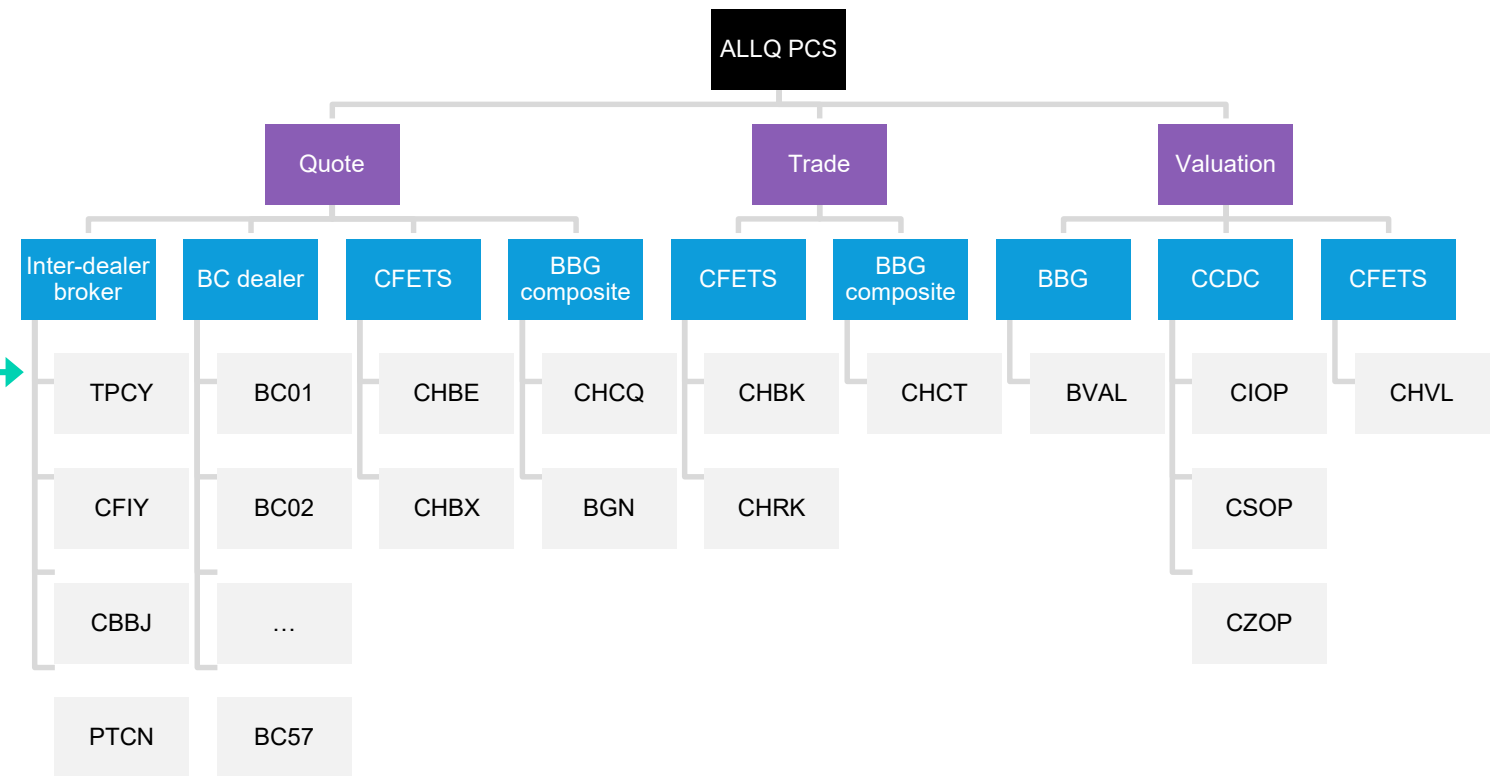 ALLQ PCS
Quote
Trade
Valuation
Inter-dealer
broker
BC dealer
CFETS
BBG
composite
CFETS
BBG
composite
BBG
CCDC
CFETS
TPCY
BC01
CHBE
CHCQ
CHBK
CHCT
BVAL
CIOP
CHVL
CFIY
BC02
CHBX
BGN
CHRK
CSOP
CBBJ
…
CZOP
PTCN
BC57